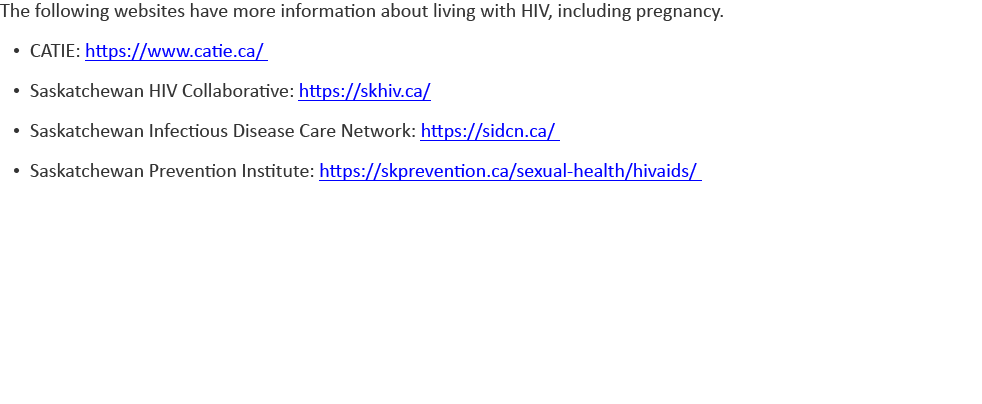 The following websites have more information about living with HIV, including pregnancy.
• CATIE: https://www.catie.ca/
• Saskatchewan HIV Collaborative: https://skhiv.ca/
• Saskatchewan Infectious Disease Care Network: https://sidcn.ca/
• Saskatchewan Prevention Institute: https://skprevention.ca/sexual-health/hivaids/